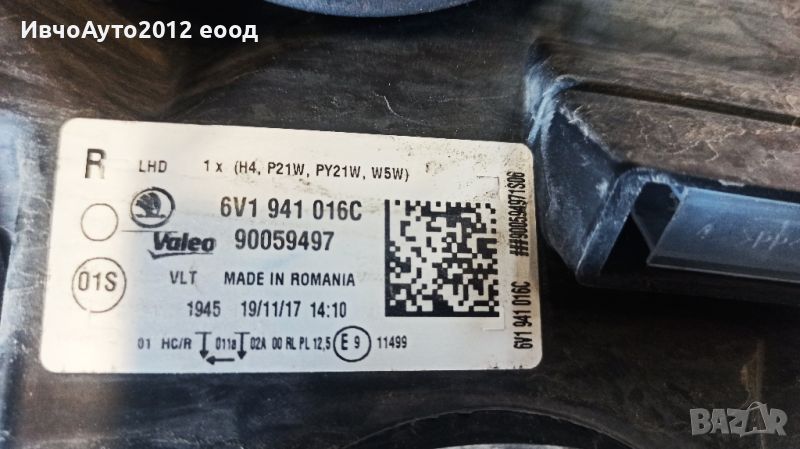 ИвчоАуто2012 еоод
R LHD 1 x (H4, P21W, PY21W, W5W)
6V1 941 016C
Valeo 90059497
01S VLT MADE IN ROMANIA
1945 19/11/17 14:10
01 HC/R 011a 02A 00 RL PL 12,5 E 9 11499
6V1 941 016C ###900594971S06
BAZAR